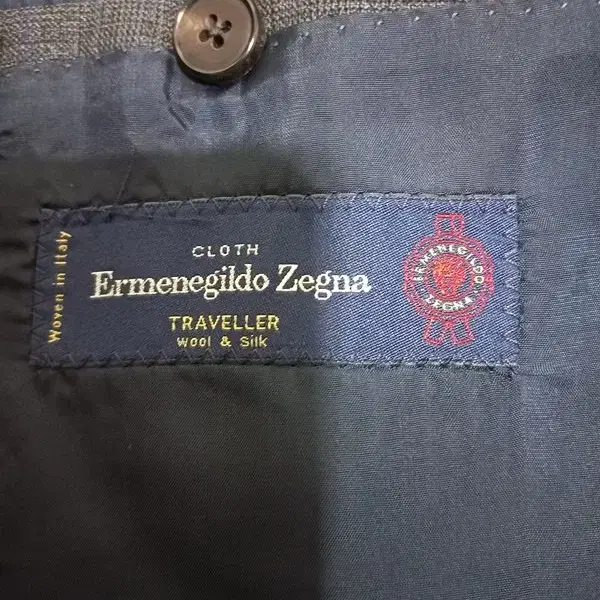 Woven in Italy
CLOTH
Ermenegildo Zegna
TRAVELLER
Wool & Silk
ERMENEGILDO
ZEGNA